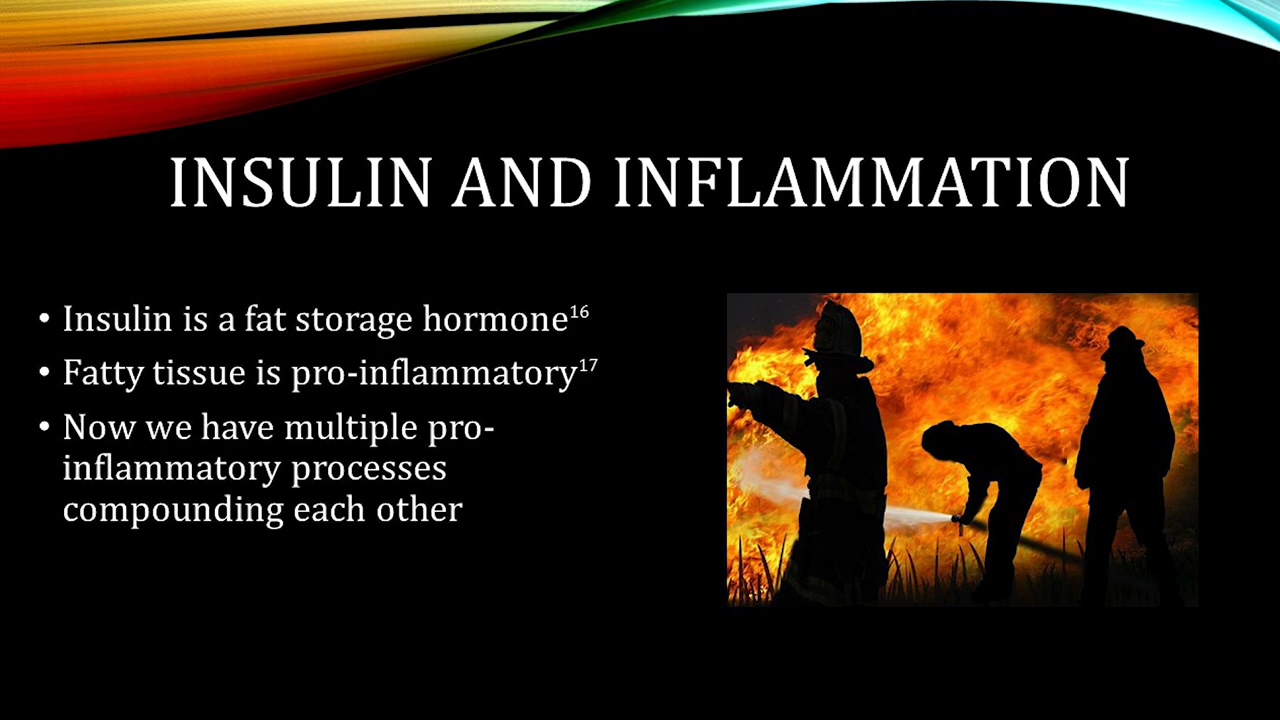 INSULIN AND INFLAMMATION
• Insulin is a fat storage hormone¹⁶
• Fatty tissue is pro-inflammatory¹⁷
• Now we have multiple pro-
inflammatory processes
compounding each other